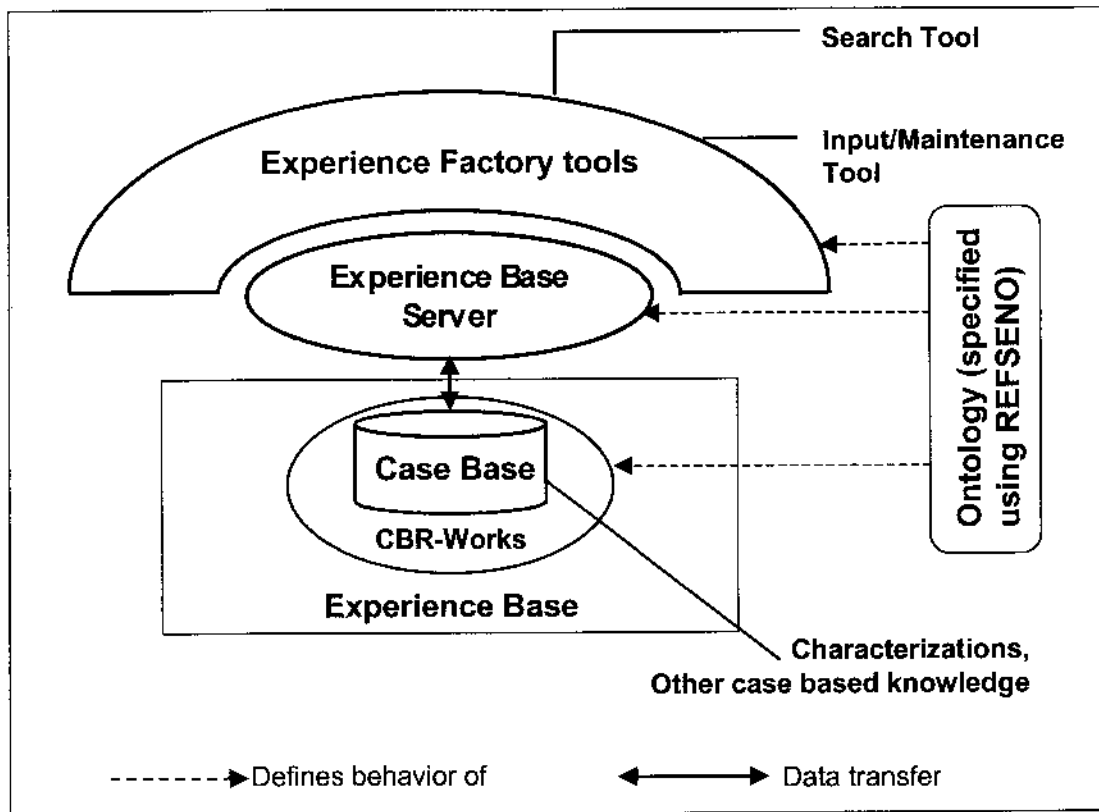 Search Tool
Input/Maintenance
Tool
Experience Factory tools
Experience Base
Server
Ontology (specified
using REFSENO)
Case Base
CBR-Works
Experience Base
Characterizations,
Other case based knowledge
Defines behavior of
Data transfer